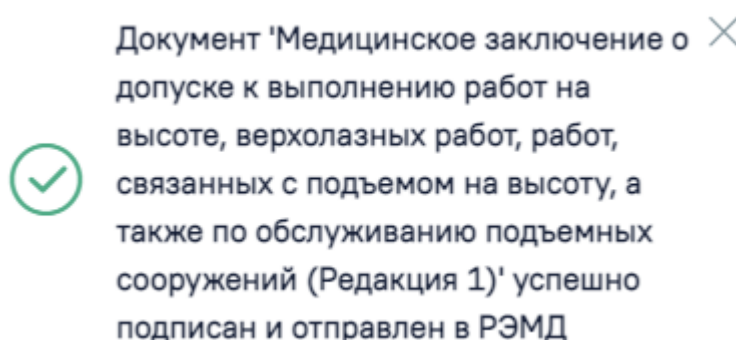 Документ 'Медицинское заключение о
допуске к выполнению работ на
высоте, верхолазных работ, работ,
связанных с подъемом на высоту, а
также по обслуживанию подъемных
сооружений (Редакция 1)' успешно
подписан и отправлен в РЭМД